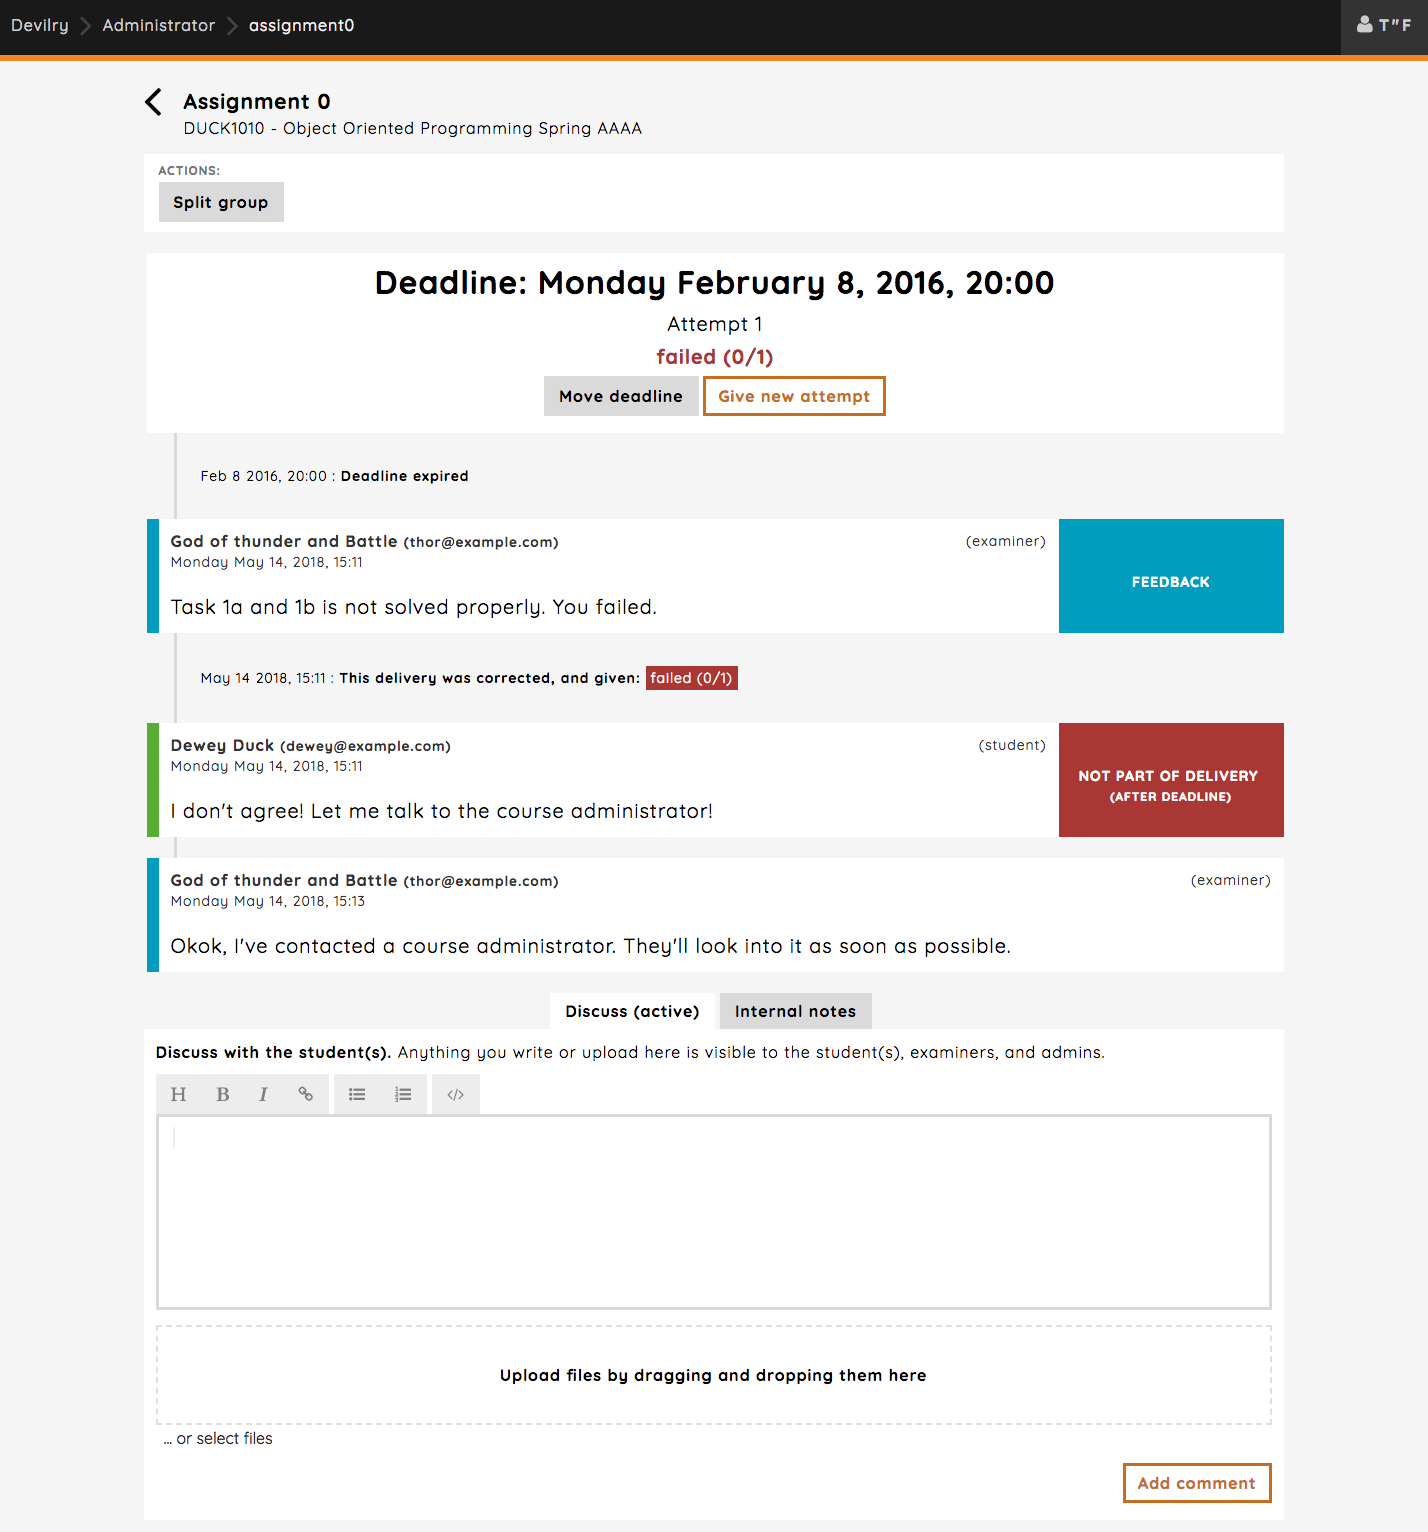 Devilry Administrator assignment0 T"F
Assignment 0
DUCK1010 - Object Oriented Programming Spring AAAA
ACTIONS:
Split group
Deadline: Monday February 8, 2016, 20:00
Attempt 1
failed (0/1)
Move deadline Give new attempt
Feb 8 2016, 20:00 : Deadline expired
God of thunder and Battle (thor@example.com) (examiner)
Monday May 14, 2018, 15:11
FEEDBACK
Task 1a and 1b is not solved properly. You failed.
May 14 2018, 15:11 : This delivery was corrected, and given: failed (0/1)
Dewey Duck (dewey@example.com) (student)
Monday May 14, 2018, 15:11
NOT PART OF DELIVERY
(AFTER DEADLINE)
I don't agree! Let me talk to the course administrator!
God of thunder and Battle (thor@example.com) (examiner)
Monday May 14, 2018, 15:13
Okok, I've contacted a course administrator. They'll look into it as soon as possible.
Discuss (active) Internal notes
Discuss with the student(s). Anything you write or upload here is visible to the student(s), examiners, and admins.
H B I </>
Upload files by dragging and dropping them here
... or select files
Add comment